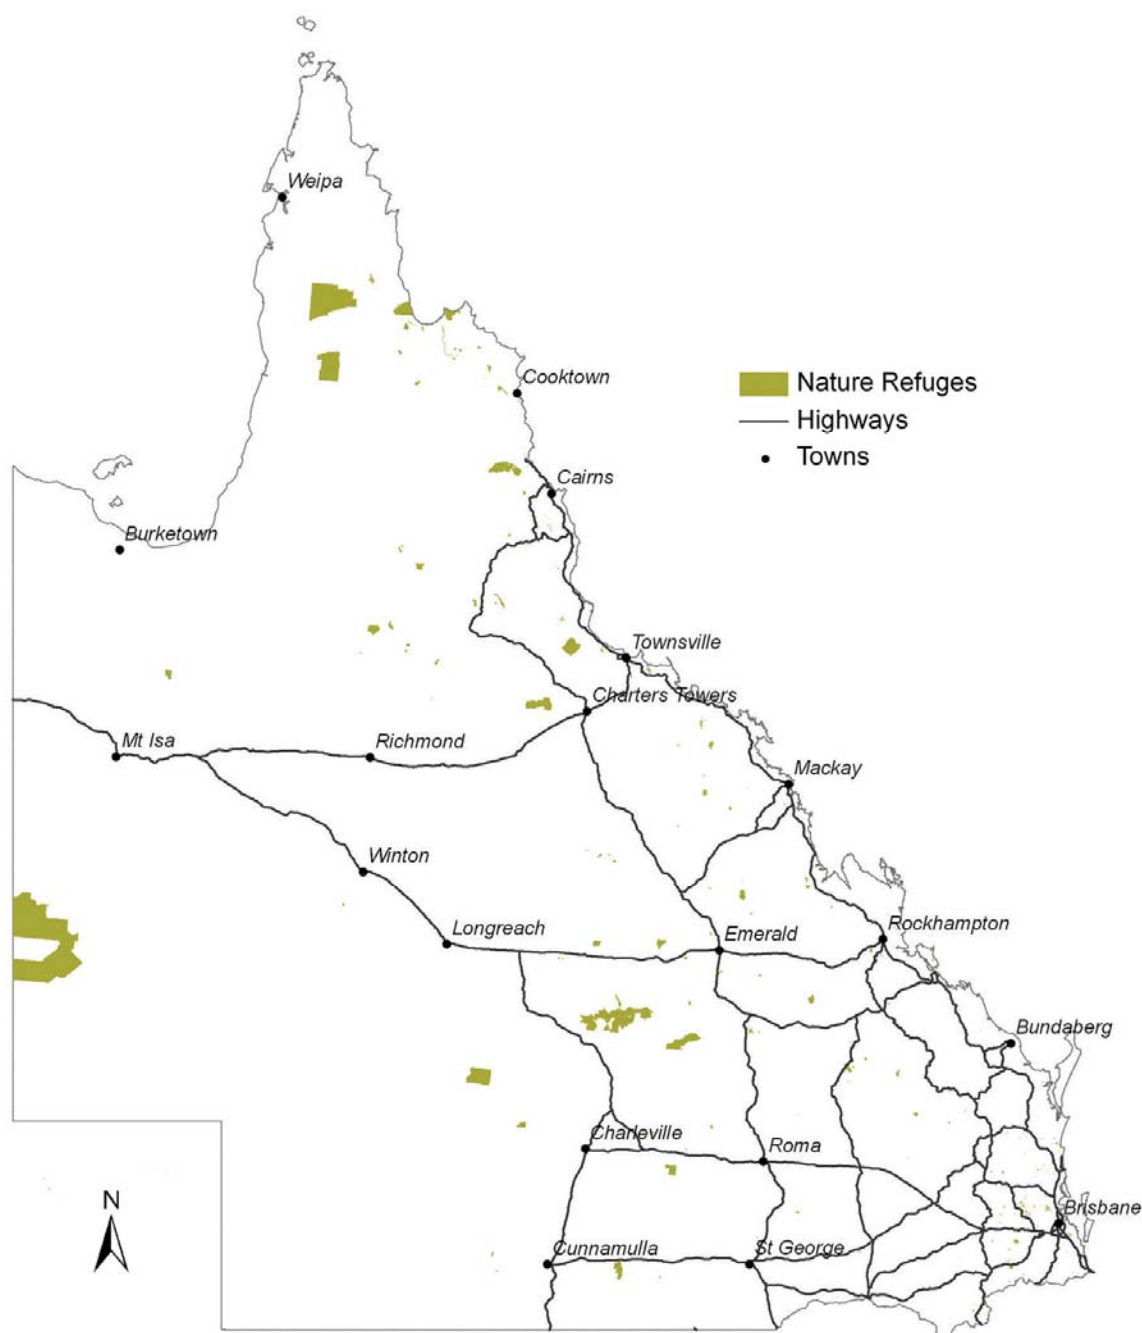 Weipa
Cooktown
Nature Refuges
Highways
Towns
Cairns
Burketown
Townsville
Charters Towers
Mt Isa
Richmond
Mackay
Winton
Longreach
Emerald
Rockhampton
Bundaberg
Charleville
Roma
N
Brisbane
Cunnamulla
St George